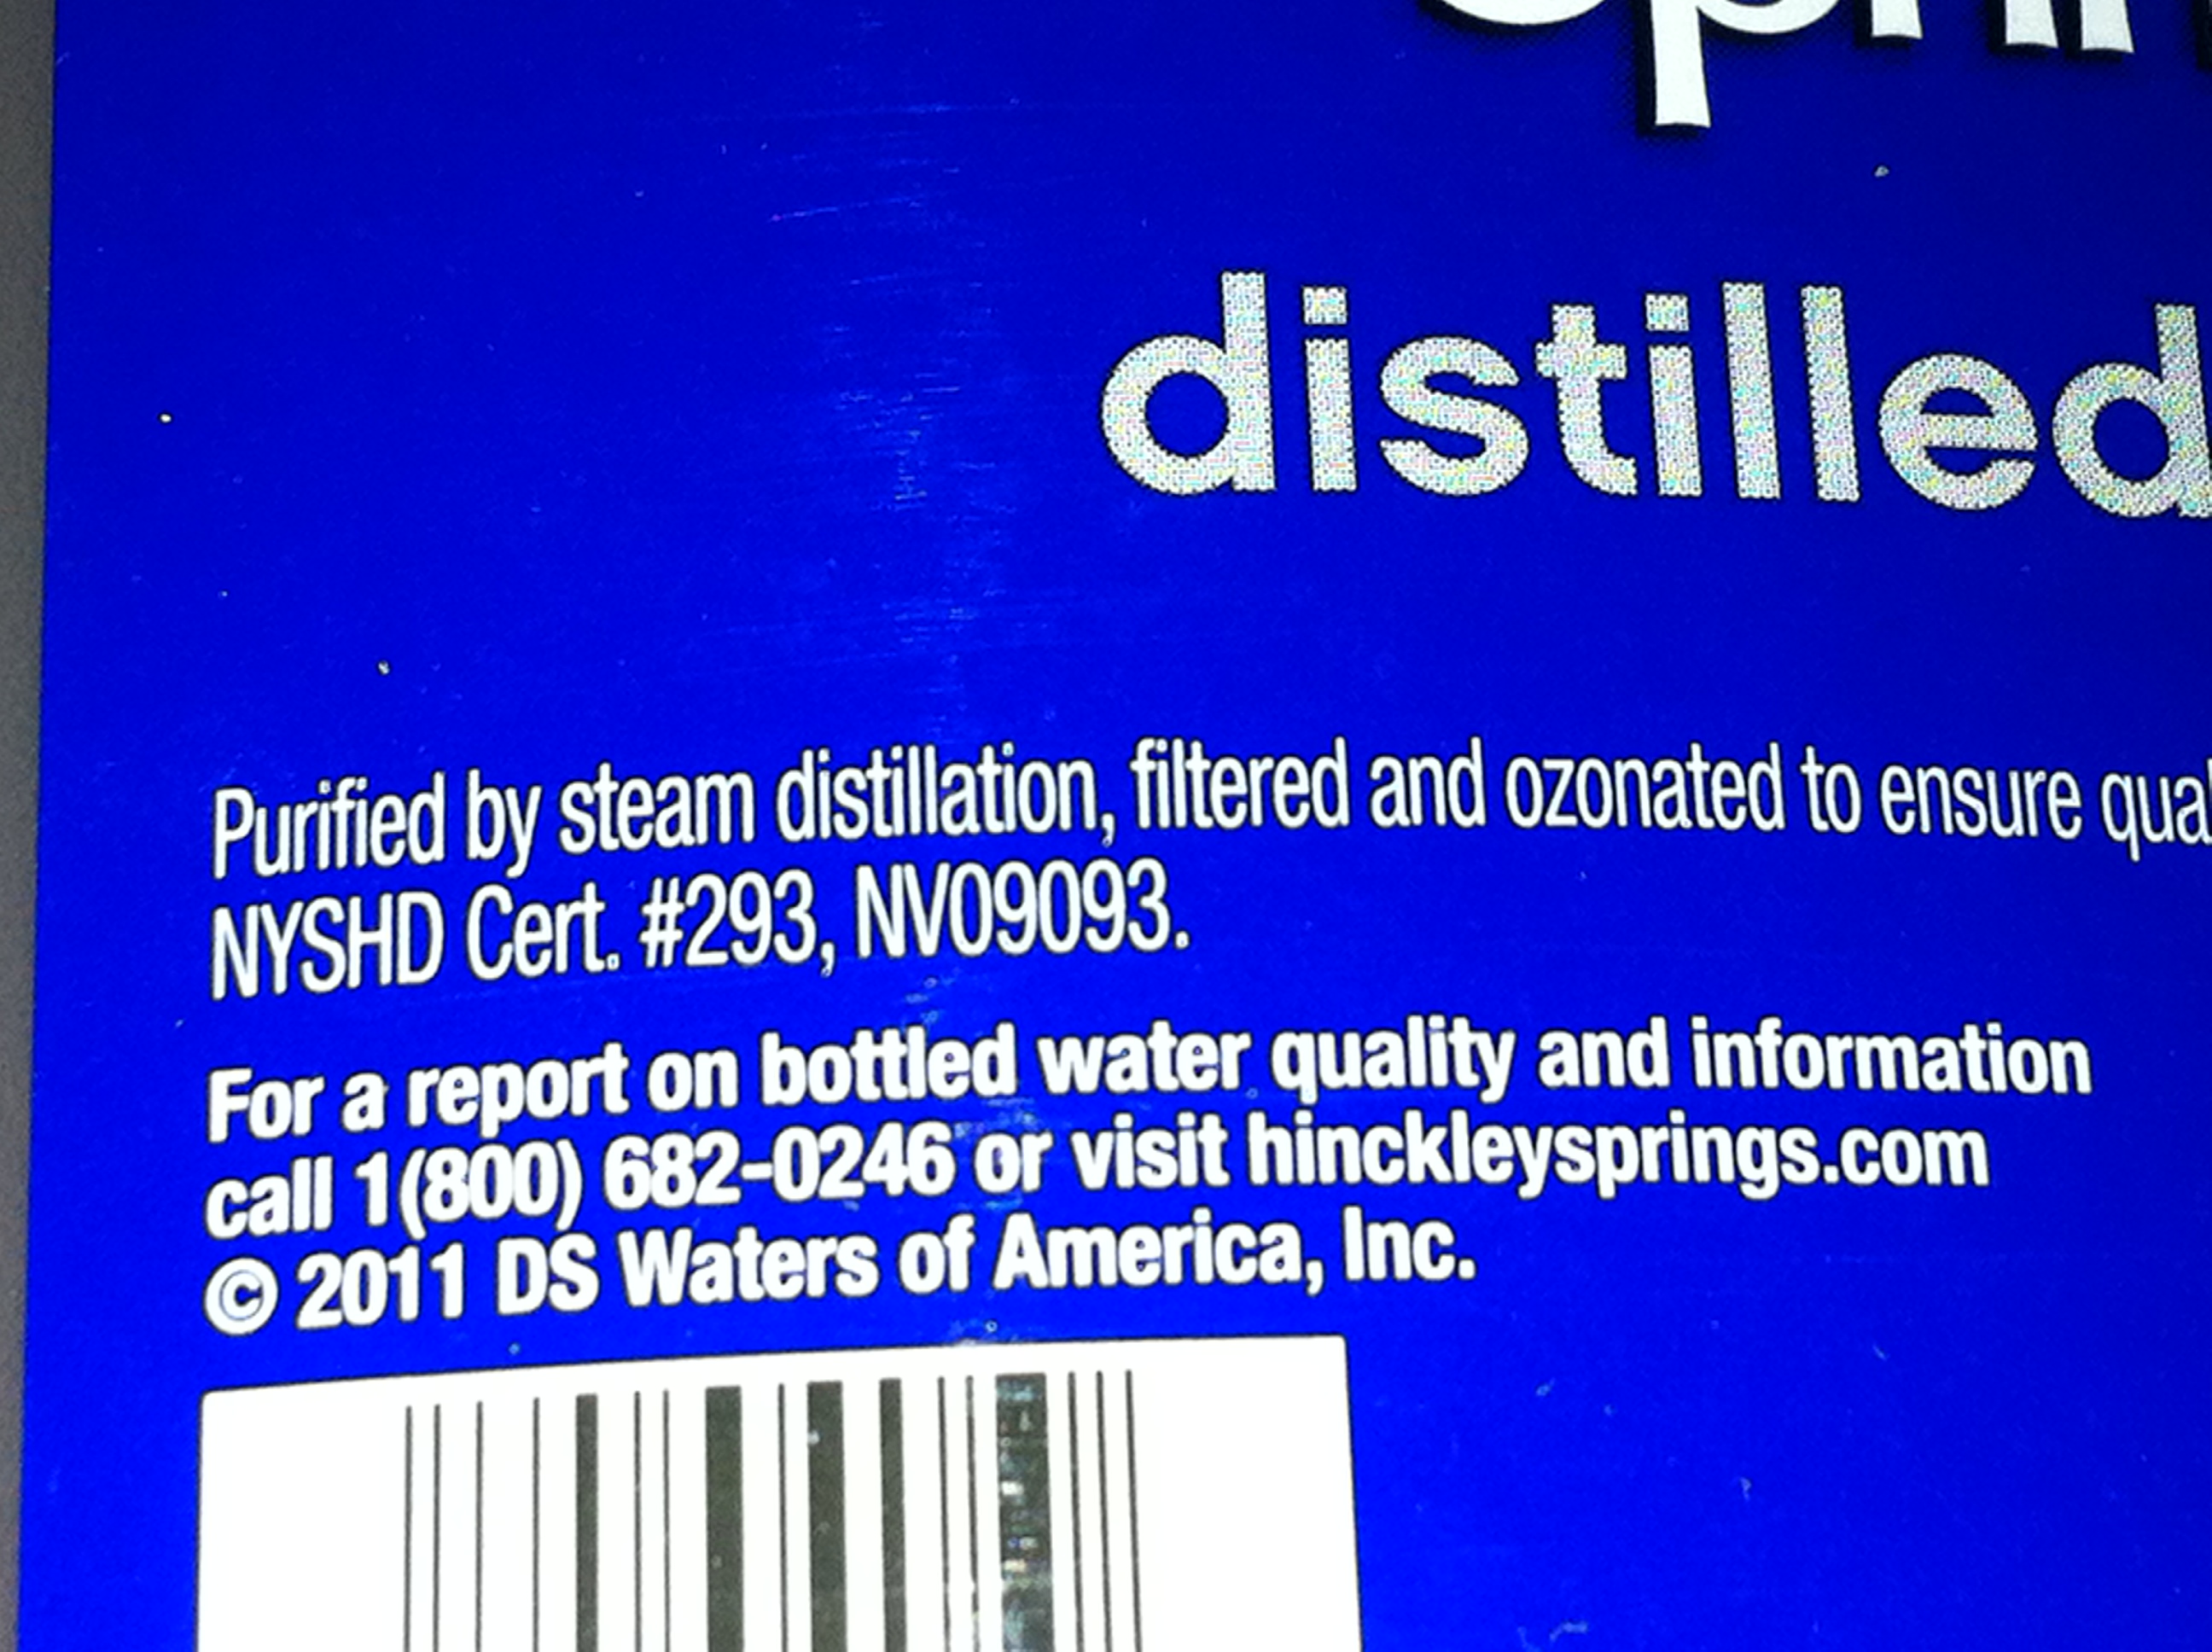 distilled
Purified by steam distillation, filtered and ozonated to ensure
NYSHD Cert. #293, NV09093.
For a report on bottled water quality and information
call 1(800) 682-0246 or visit hinckleysprings.com
© 2011 DS Waters of America, Inc.